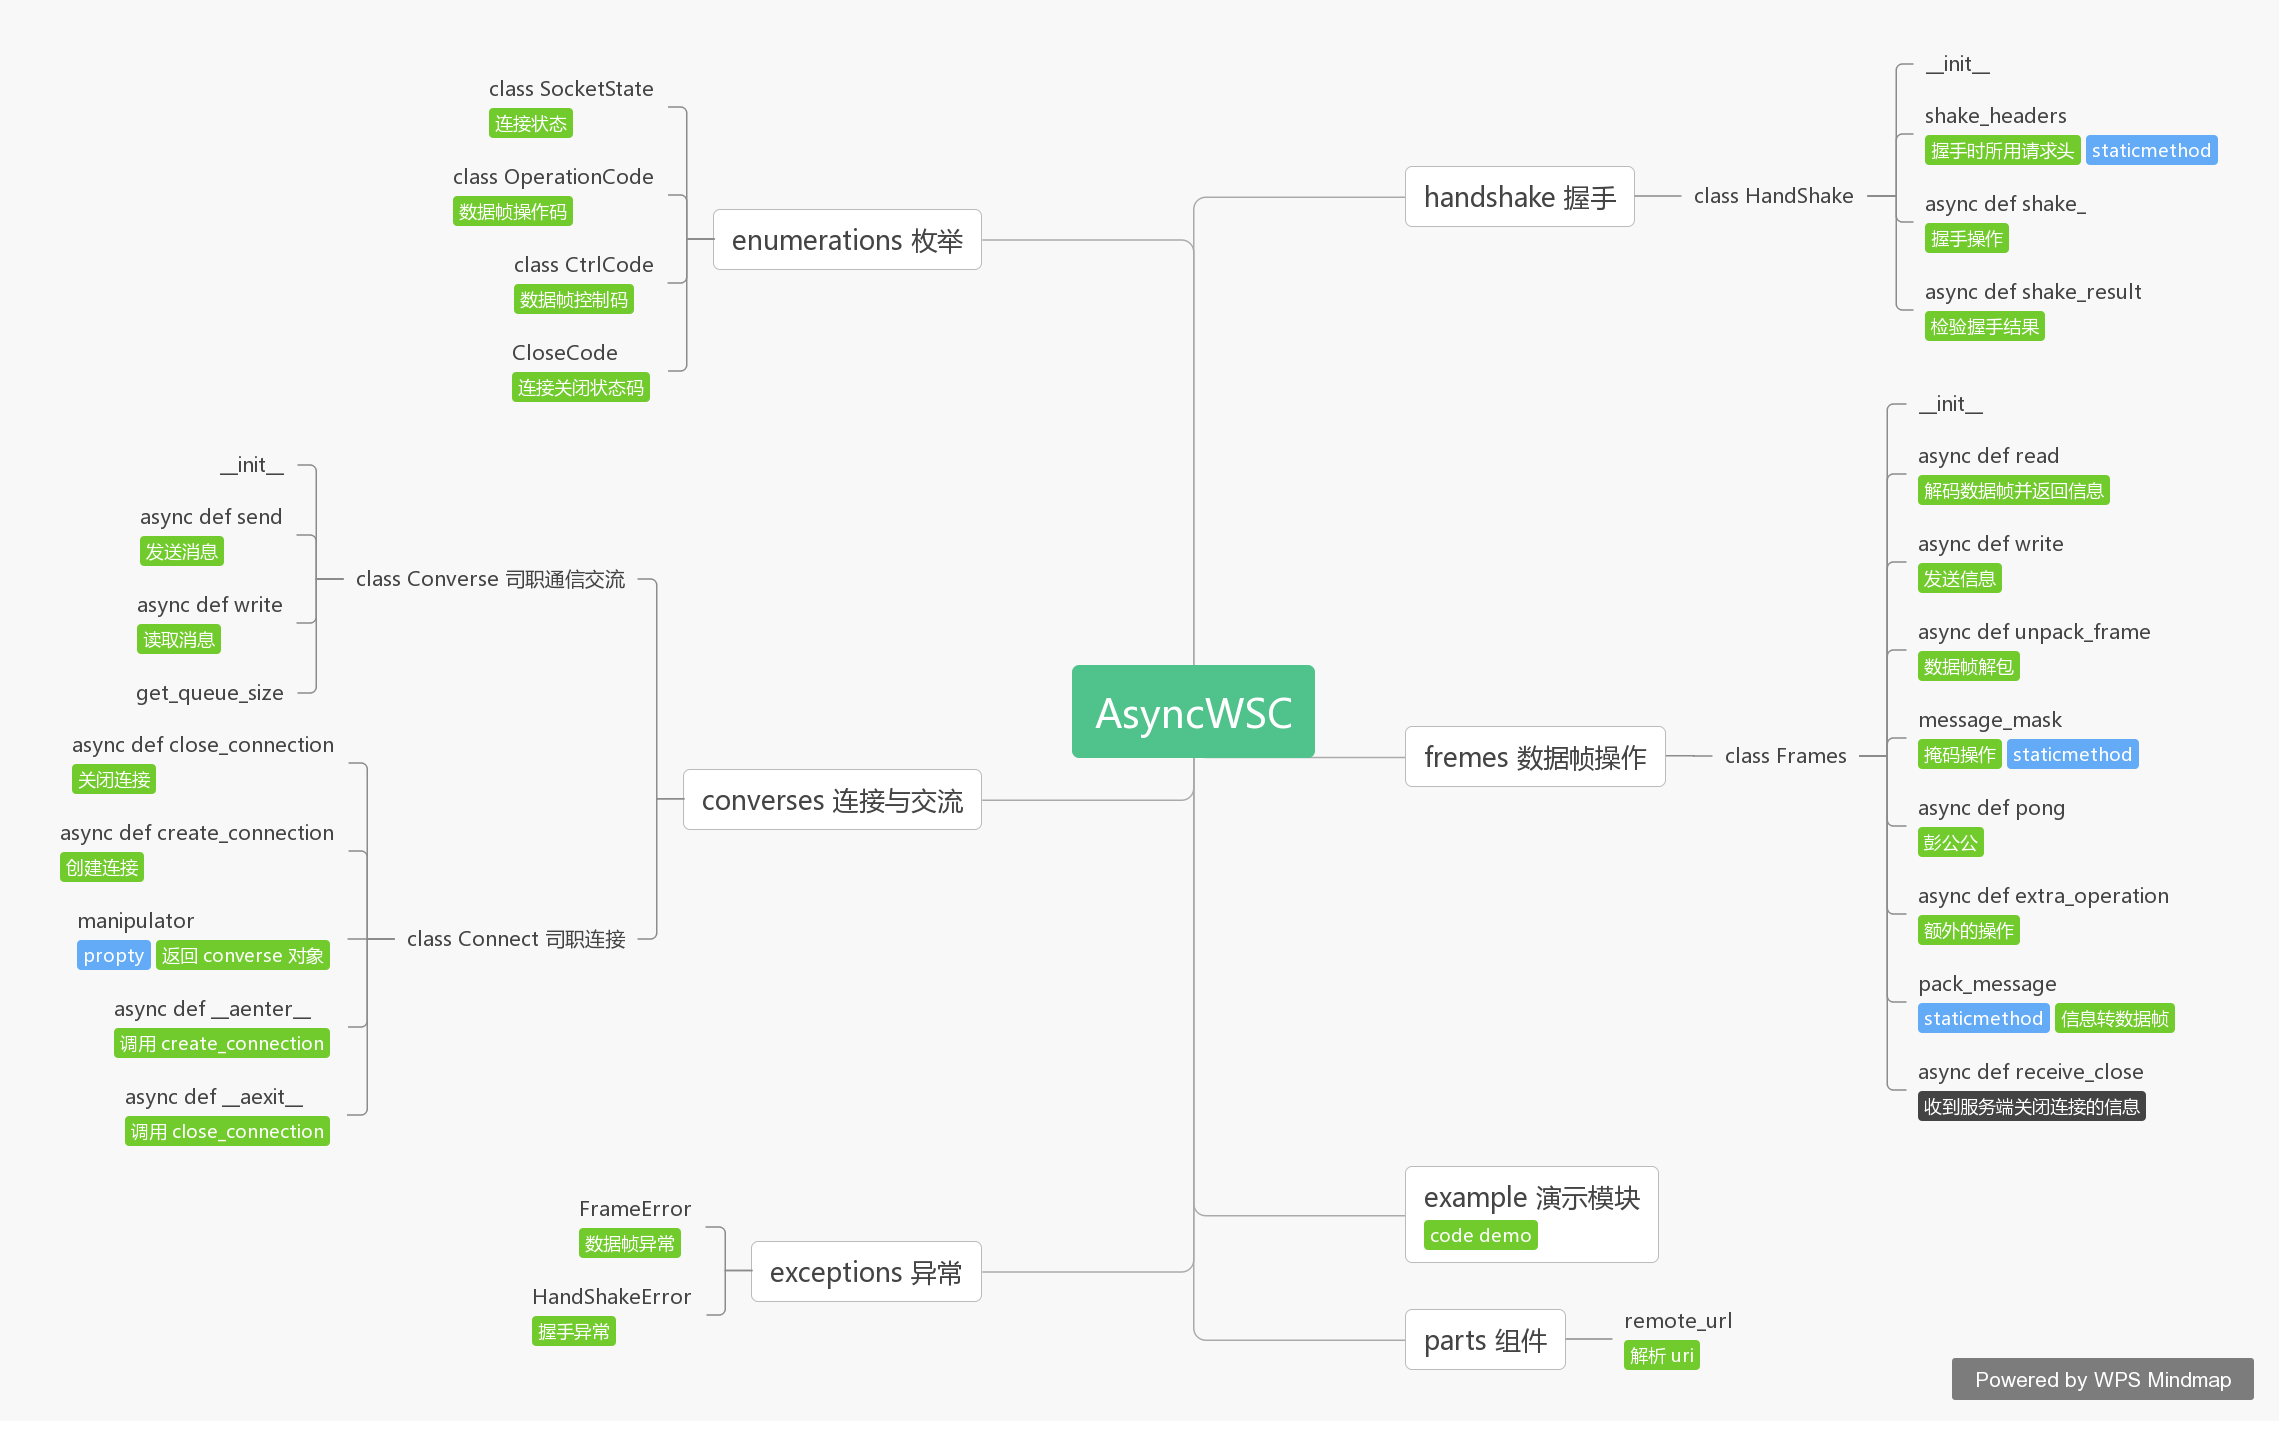 class SocketState
连接状态
class OperationCode
数据帧操作码
class CtrlCode
数据帧控制码
CloseCode
连接关闭状态码
enumerations 枚举
__init__
async def send
发送消息
async def write
读取消息
get_queue_size
class Converse 司职通信交流
async def close_connection
关闭连接
async def create_connection
创建连接
manipulator
propty 返回 converse 对象
async def __aenter__
调用 create_connection
async def __aexit__
调用 close_connection
class Connect 司职连接
converses 连接与交流
FrameError
数据帧异常
HandShakeError
握手异常
exceptions 异常
AsyncWSC
handshake 握手
class HandShake
__init__
shake_headers
握手时所用请求头 staticmethod
async def shake_
握手操作
async def shake_result
检验握手结果
fremes 数据帧操作
class Frames
__init__
async def read
解码数据帧并返回信息
async def write
发送信息
async def unpack_frame
数据帧解包
message_mask
掩码操作 staticmethod
async def pong
彭公公
async def extra_operation
额外的操作
pack_message
staticmethod 信息转数据帧
async def receive_close
收到服务端关闭连接的信息
example 演示模块
code demo
parts 组件
remote_url
解析 uri
Powered by WPS Mindmap